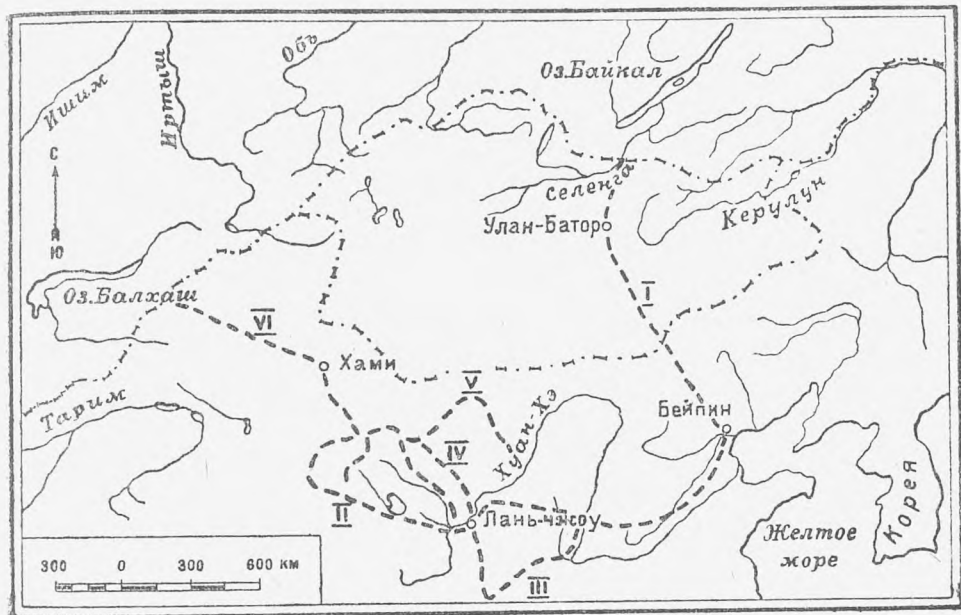 Ишим
Иртыш
Обь
Оз.Байкал
С
Ю
Селенга
Улан-Батор
Керулун
Оз.Балхаш
I
VI
Хами
V
Тарим
Бейпин
Хуан-Хэ
IV
II
Лань-чжоу
Корея
Желтое
море
III
300 0 300 600 км